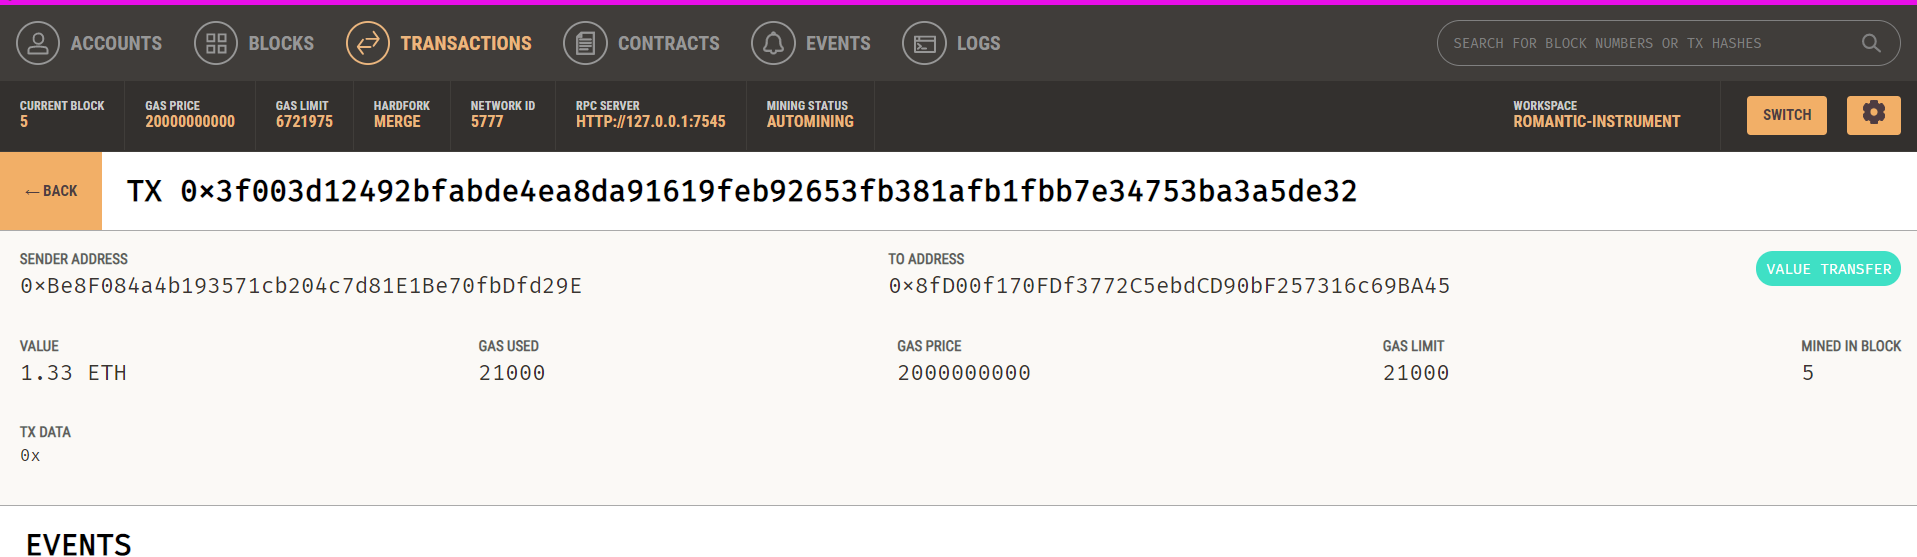 ACCOUNTS BLOCKS TRANSACTIONS CONTRACTS EVENTS LOGS SEARCH FOR BLOCK NUMBERS OR TX HASHES
CURRENT BLOCK GAS PRICE GAS LIMIT HARDFORK NETWORK ID RPC SERVER MINING STATUS WORKSPACE
5 20000000000 6721975 MERGE 5777 HTTP://127.0.0.1:7545 AUTOMINING ROMANTIC-INSTRUMENT SWITCH
←BACK TX 0×3f003d12492bfabde4ea8da91619feb92653fb381afb1fbb7e34753ba3a5de32
SENDER ADDRESS TO ADDRESS
0×Be8F084a4b193571cb204c7d81E1Be70fbDfd29E 0×8fD00f170FDf3772C5ebdCD90bF257316c69BA45 VALUE TRANSFER
VALUE GAS USED GAS PRICE GAS LIMIT MINED IN BLOCK
1.33 ETH 21000 2000000000 21000 5
TX DATA
0x
EVENTS